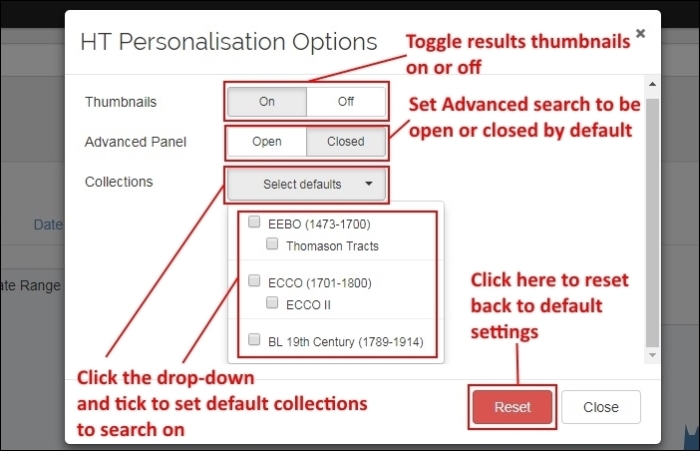 HT Personalisation Options
×
Toggle results thumbnails
on or off
Thumbnails
On
Off
Set Advanced search to be
open or closed by default
Advanced Panel
Open
Closed
Collections
Select defaults
Date
EEBO (1473-1700)
Thomason Tracts
ate Range
ECCO (1701-1800)
ECCO II
Click here to reset
back to default
settings
BL 19th Century (1789-1914)
Click the drop-down
and tick to set default collections
to search on
Reset
Close